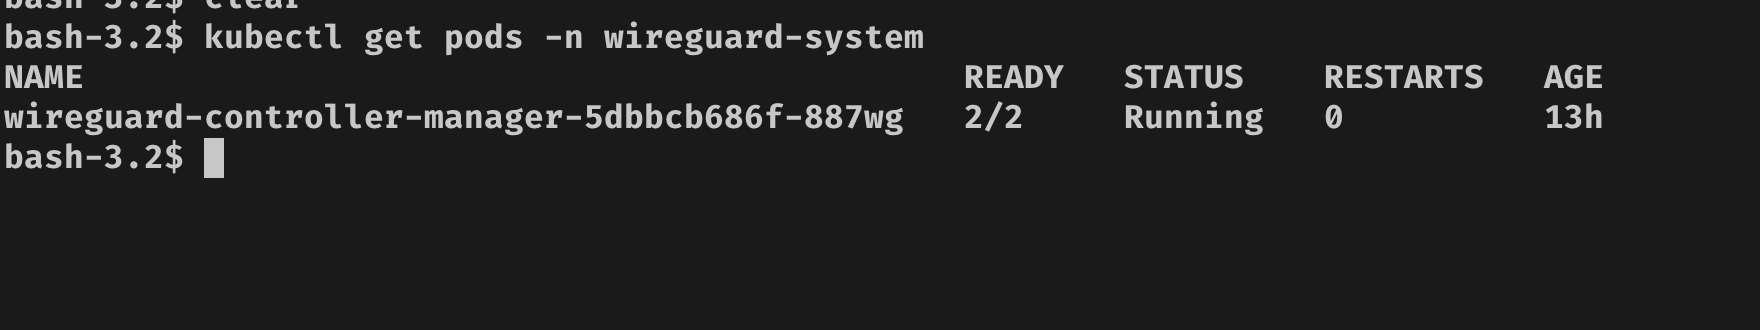 bash-3.2$ clear
bash-3.2$ kubectl get pods -n wireguard-system
NAME                                            READY   STATUS    RESTARTS   AGE
wireguard-controller-manager-5dbbcb686f-887wg   2/2     Running   0          13h
bash-3.2$